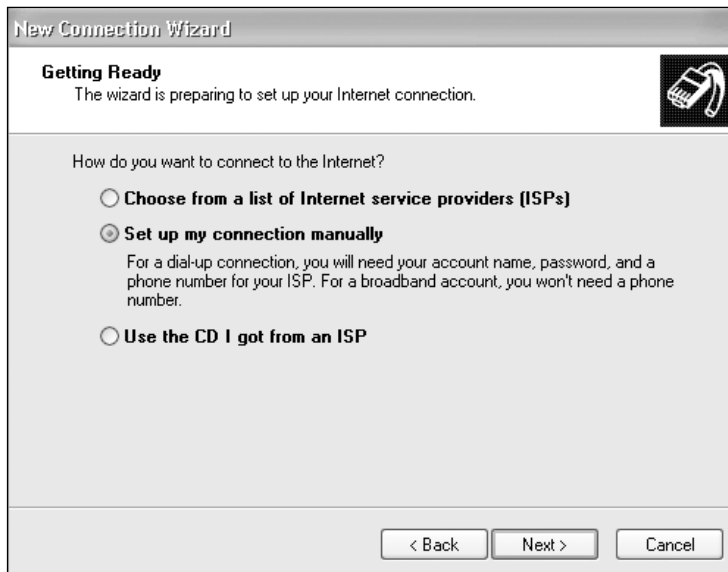 New Connection Wizard
Getting Ready
The wizard is preparing to set up your Internet connection.
How do you want to connect to the Internet?
Choose from a list of Internet service providers (ISPs)
Set up my connection manually
For a dial-up connection, you will need your account name, password, and a
phone number for your ISP. For a broadband account, you won't need a phone
number.
Use the CD I got from an ISP
< Back
Next >
Cancel